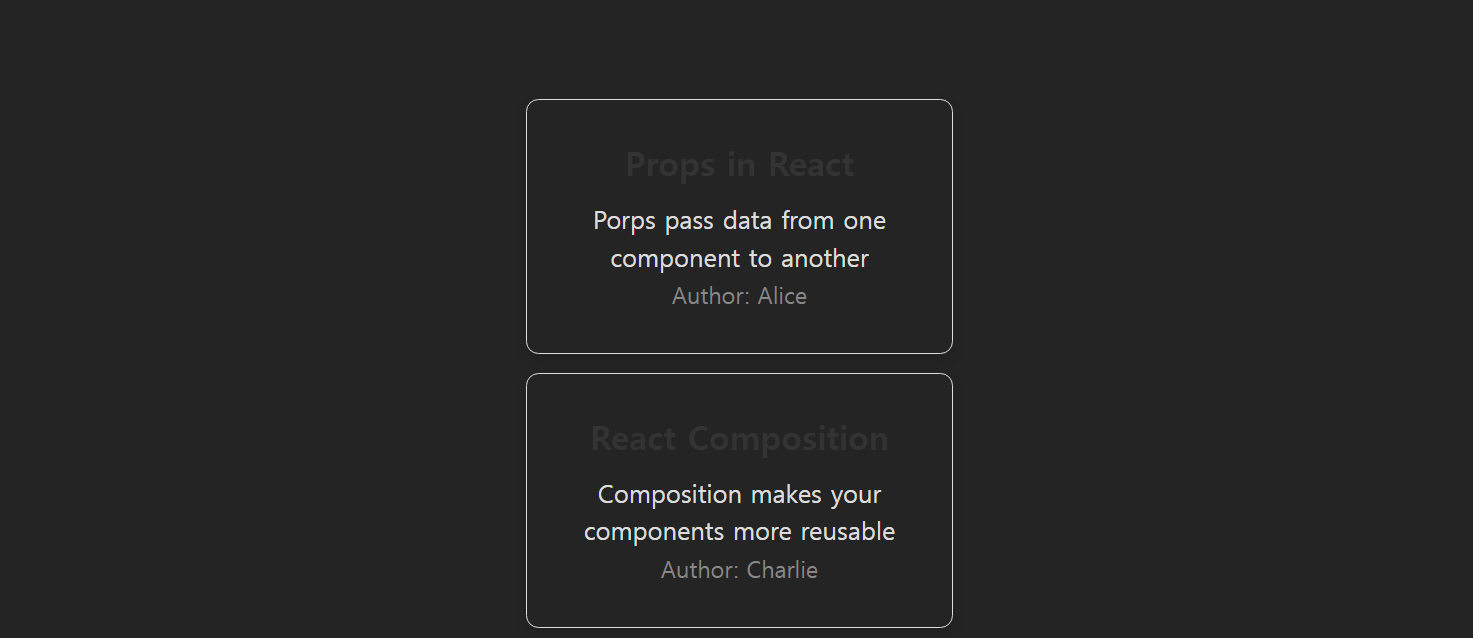 Props in React
Porps pass data from one
component to another
Author: Alice
React Composition
Composition makes your
components more reusable
Author: Charlie